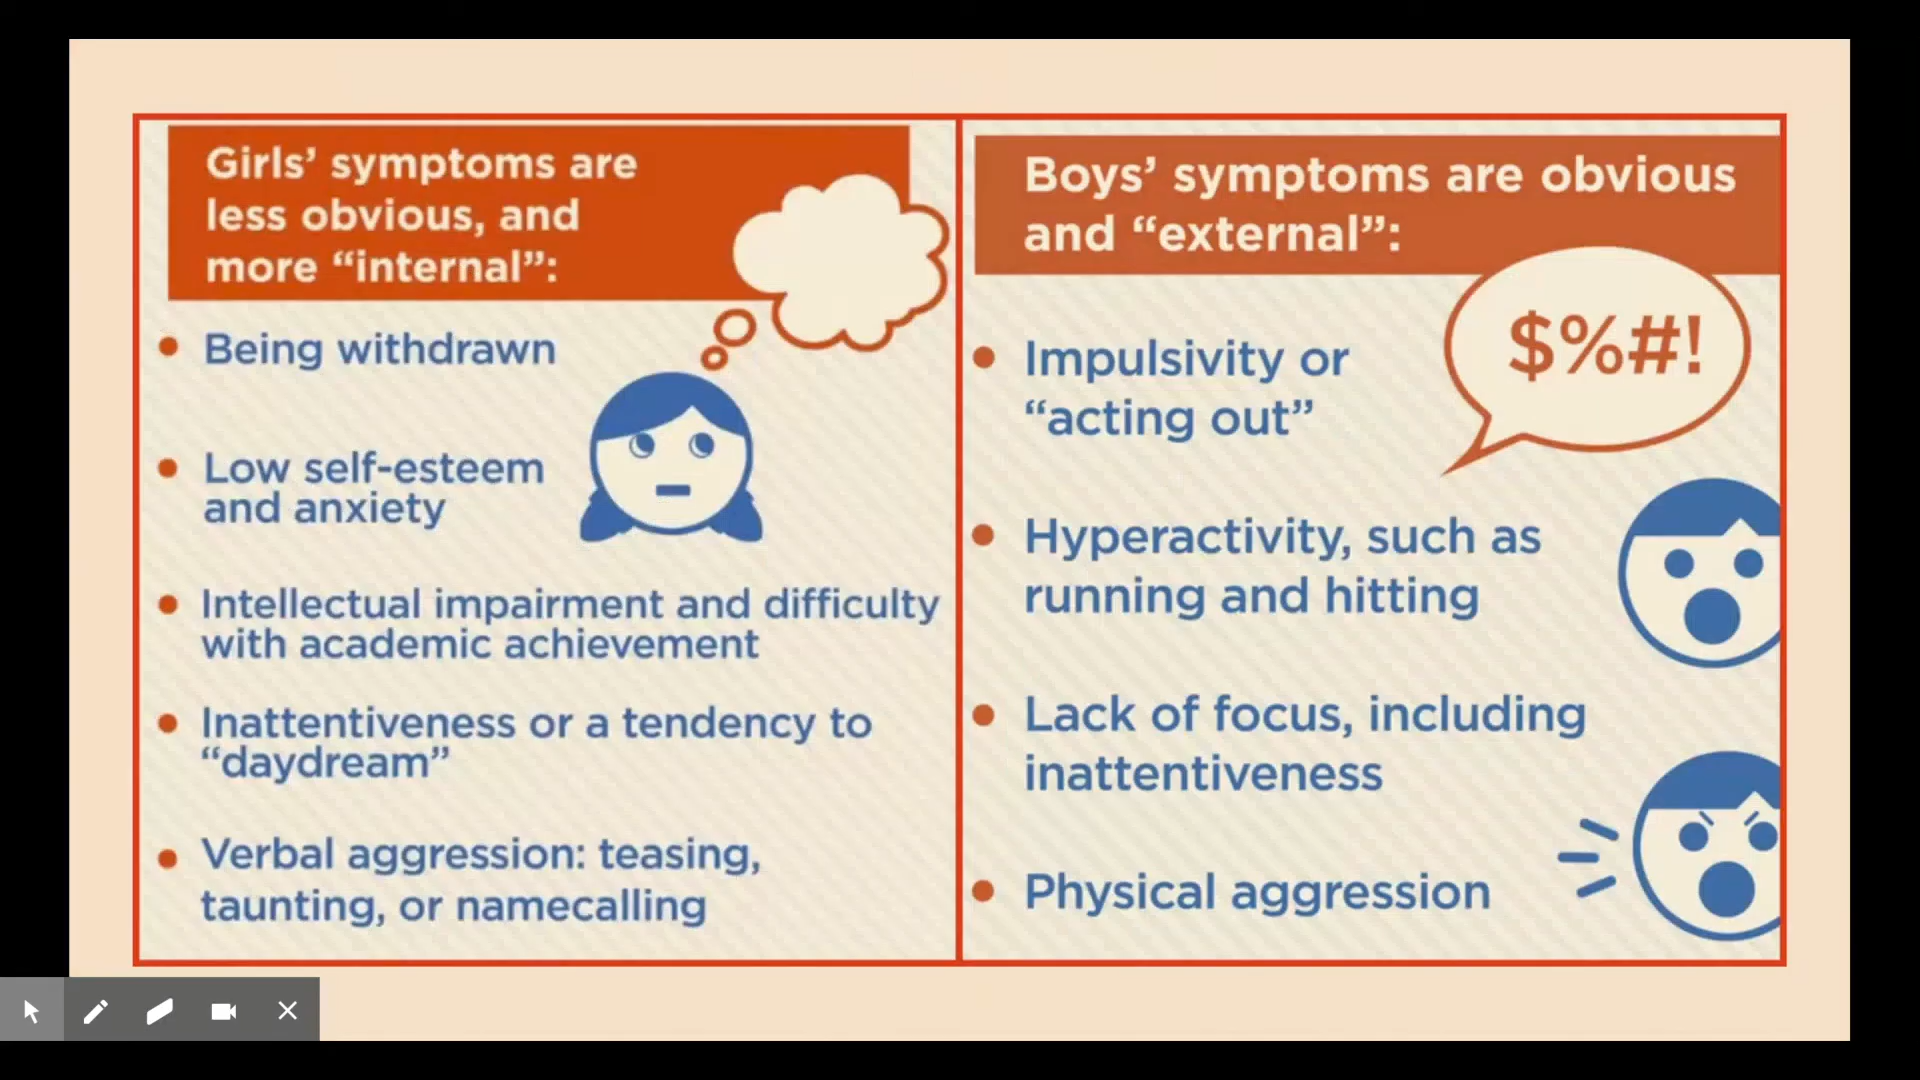 Girls’ symptoms are
less obvious, and
more “internal”:
Being withdrawn
Low self-esteem
and anxiety
Intellectual impairment and difficulty
with academic achievement
Inattentiveness or a tendency to
“daydream”
Verbal aggression: teasing,
taunting, or namecalling
Boys’ symptoms are obvious
and “external”:
$%#!
Impulsivity or
“acting out”
Hyperactivity, such as
running and hitting
Lack of focus, including
inattentiveness
Physical aggression